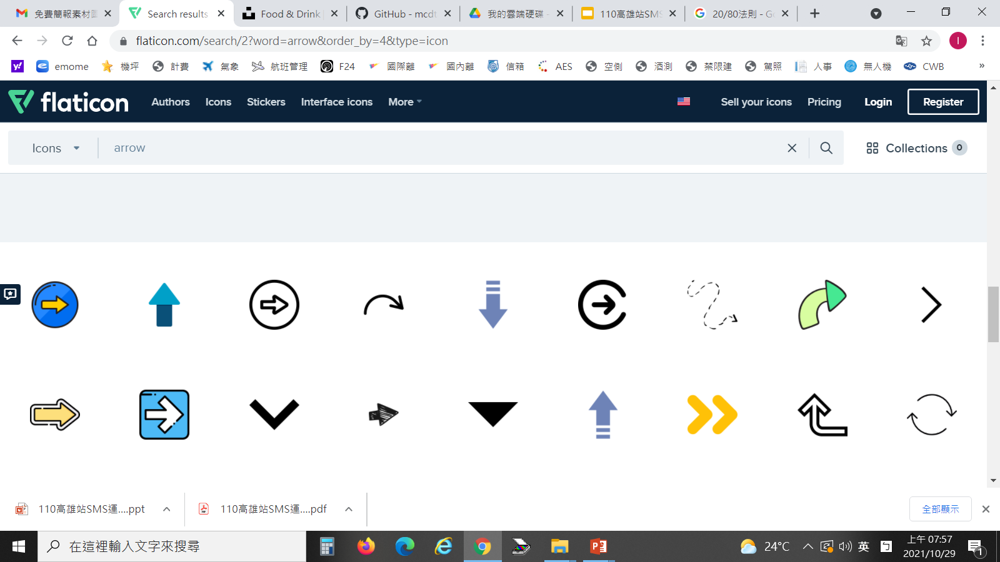 免費簡報素材圖
Search results
Food & Drink
GitHub - mcdt
我的雲端硬碟 -
110高雄站SMS
20/80法則 - Go
flaticon.com/search/2?word=arrow&order_by=4&type=icon
emome
機坪
計費
氣象
航班管理
F24
國際離
國內離
信箱
AES
空側
酒測
禁限建
駕照
人事
無人機
CWB
»
flaticon
Authors
Icons
Stickers
Interface icons
More
Sell your icons
Pricing
Login
Register
Icons
arrow
Collections
0
110高雄站SMS運....ppt
110高雄站SMS運....pdf
全部顯示
在這裡輸入文字來搜尋
24°C
英
ㄅ
上午 07:57
2021/10/29
1